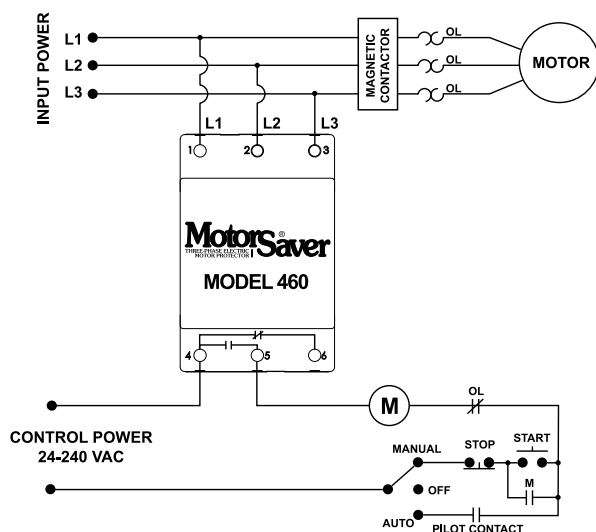 INPUT POWER
L1
L2
L3
MAGNETIC
CONTACTOR
OL
OL
OL
MOTOR
L1 L2 L3
1 2 3
MotorSaver®
THREE-PHASE ELECTRIC
MOTOR PROTECTOR
MODEL 460
4 5 6
M
OL
CONTROL POWER
24-240 VAC
MANUAL
STOP
START
OFF
M
AUTO
PILOT CONTACT